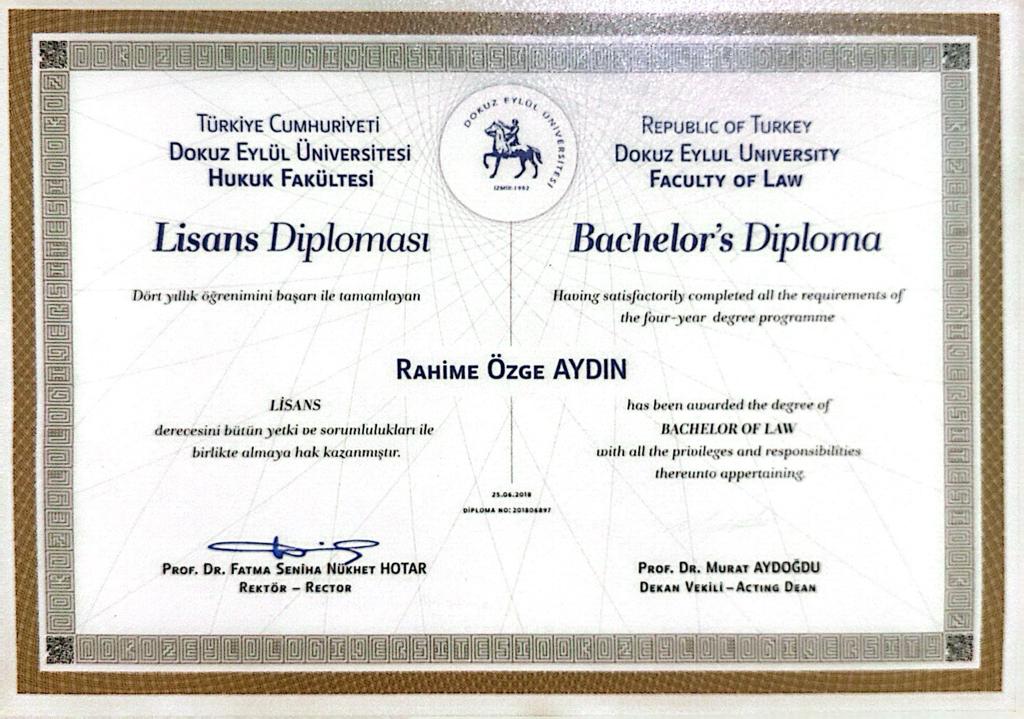 DOKUZ EYLÜL ÜNİVERSİTESİ
İZMİR-1982
TÜRKİYE CUMHURİYETİ
DOKUZ EYLÜL ÜNİVERSİTESİ
HUKUK FAKÜLTESİ
Lisans Diploması
Dört yıllık öğrenimini başarı ile tamamlayan
REPUBLIC OF TURKEY
DOKUZ EYLUL UNIVERSITY
FACULTY OF LAW
Bachelor's Diploma
Having satisfactorily completed all the requirements of
the four-year degree programme
RAHİME ÖZGE AYDIN
LİSANS
derecesini bütün yetki ve sorumlulukları ile
birlikte almaya hak kazanmıştır.
has been awarded the degree of
BACHELOR OF LAW
with all the privileges and responsibilities
thereunto appertaining.
25.06.2018
DİPLOMA NO: 201806897
PROF. DR. FATMA SENİHA NÜKHET HOTAR
REKTÖR – RECTOR
PROF. DR. MURAT AYDOĞDU
DEKAN VEKİLİ – ACTING DEAN